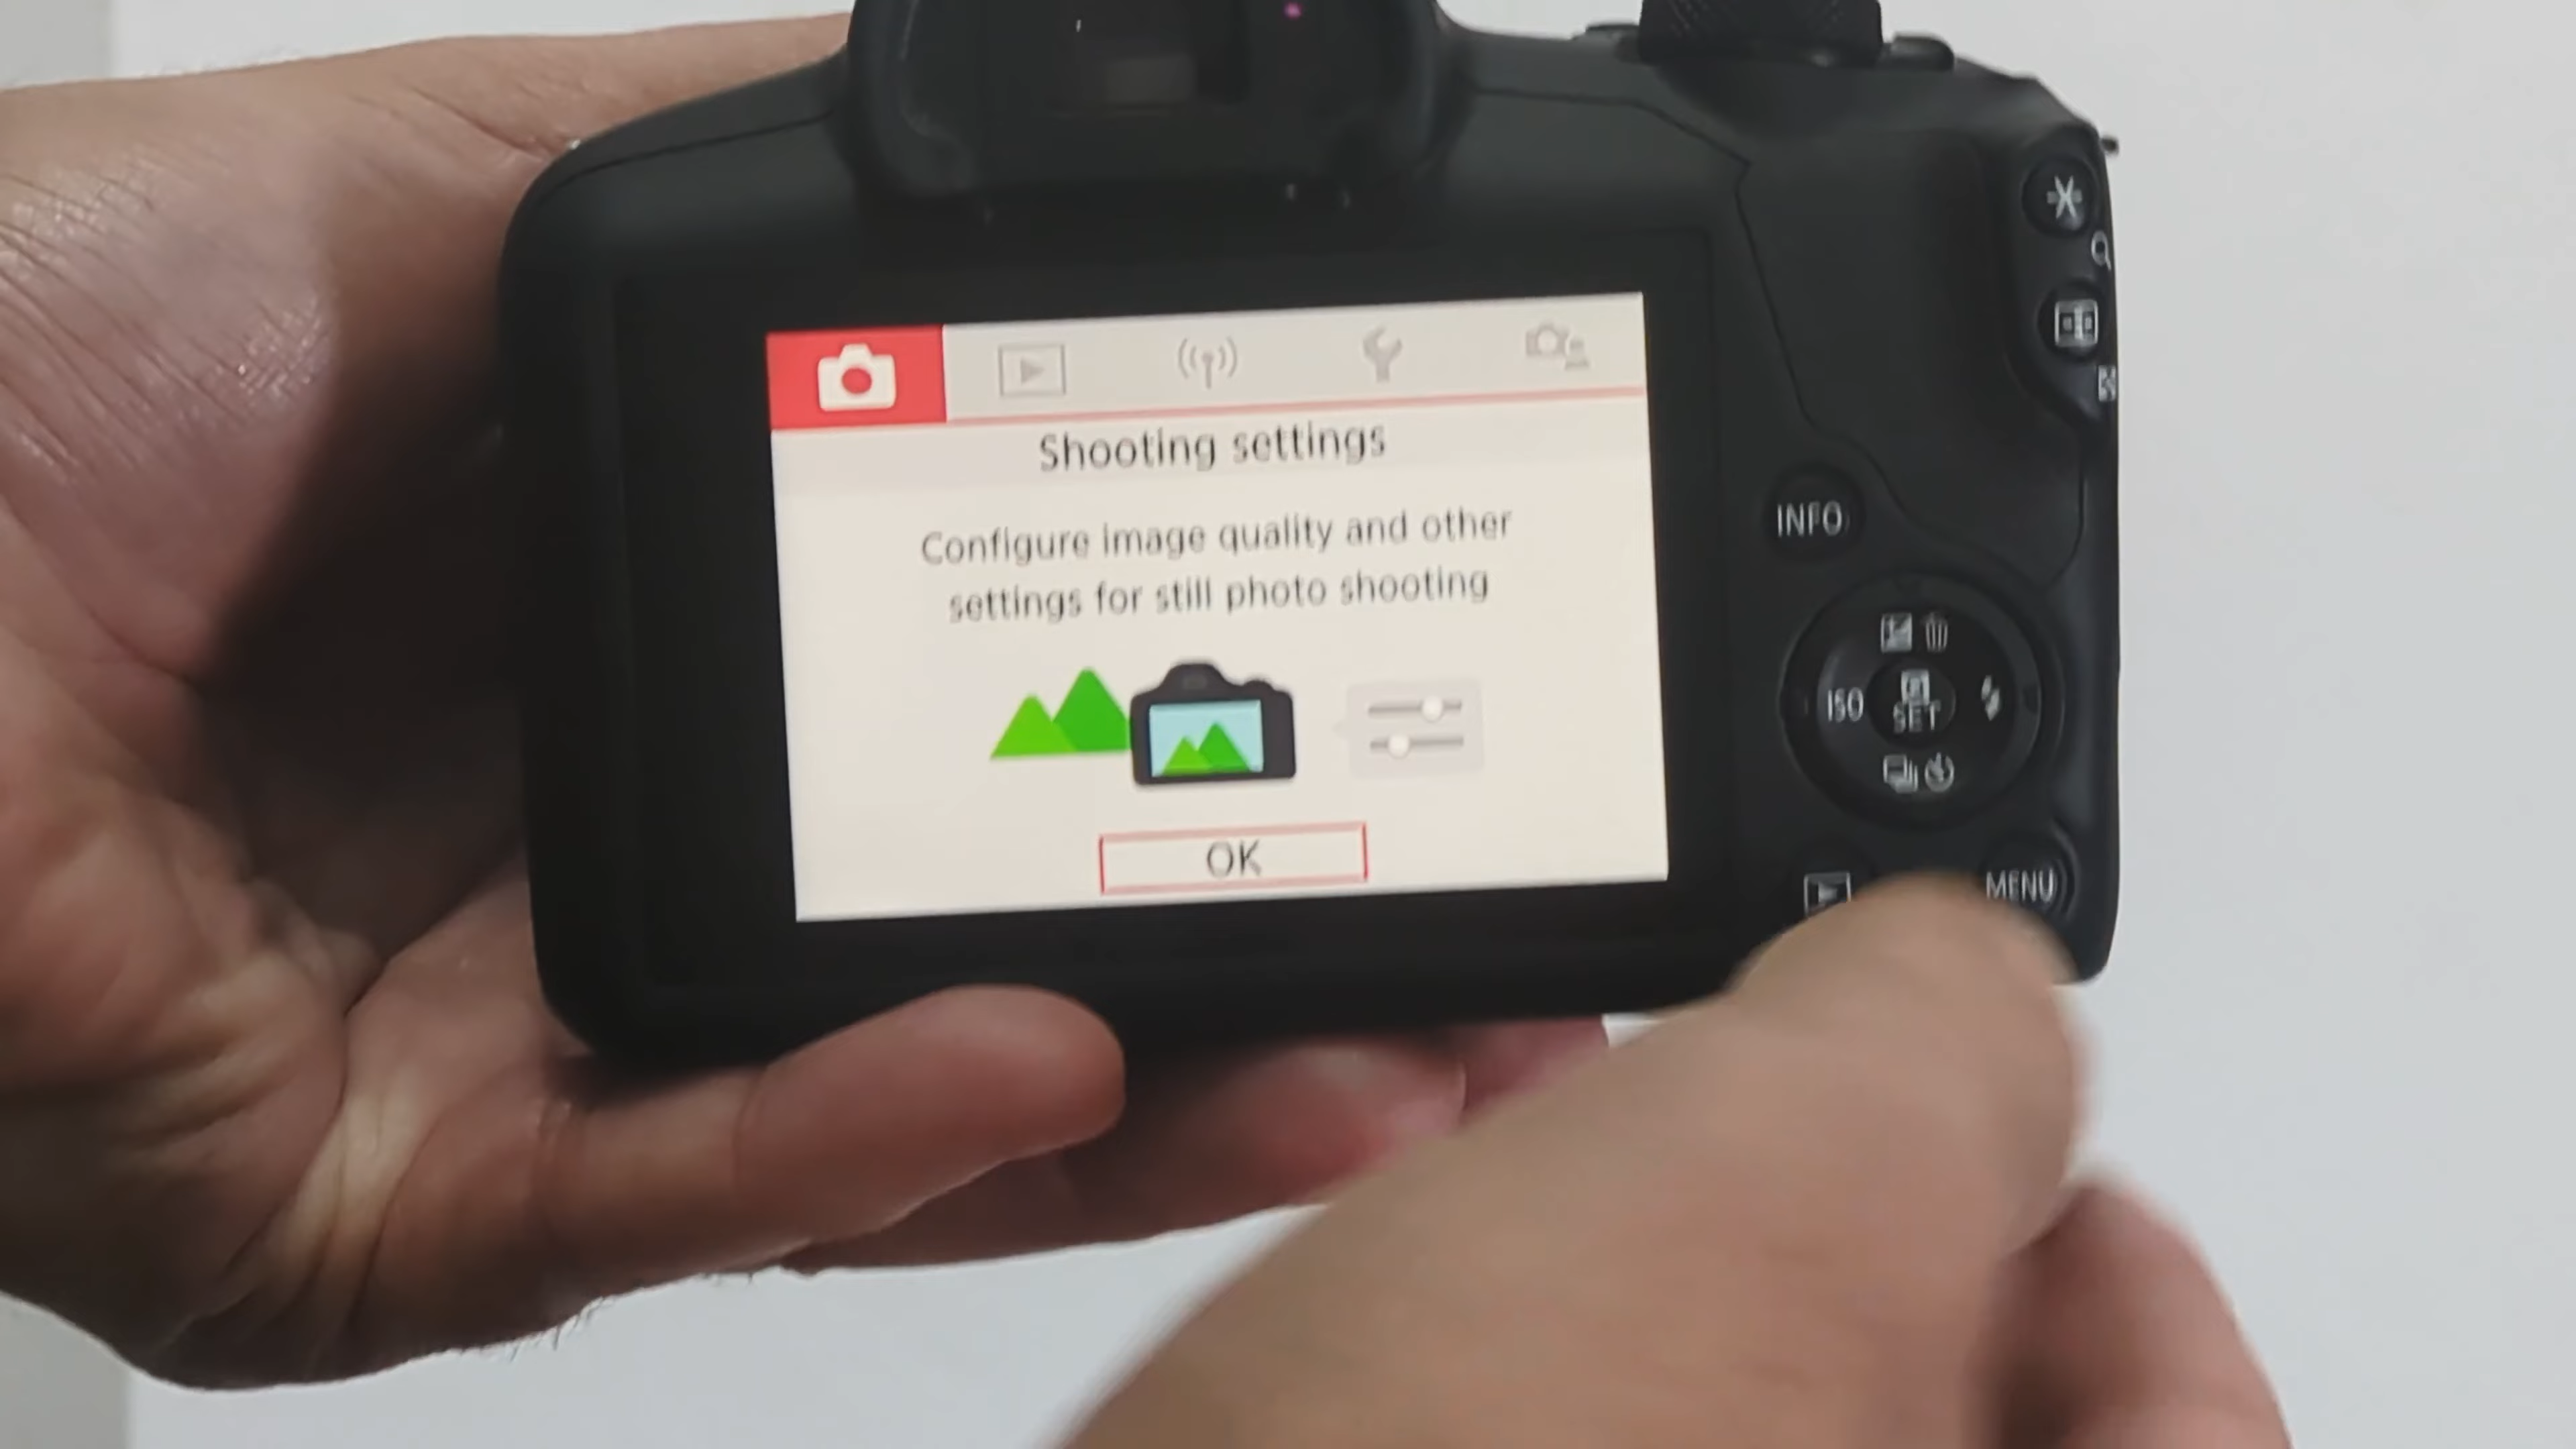 Shooting settings
Configure image quality and other
settings for still photo shooting
OK
INFO
ISO
SET
MENU